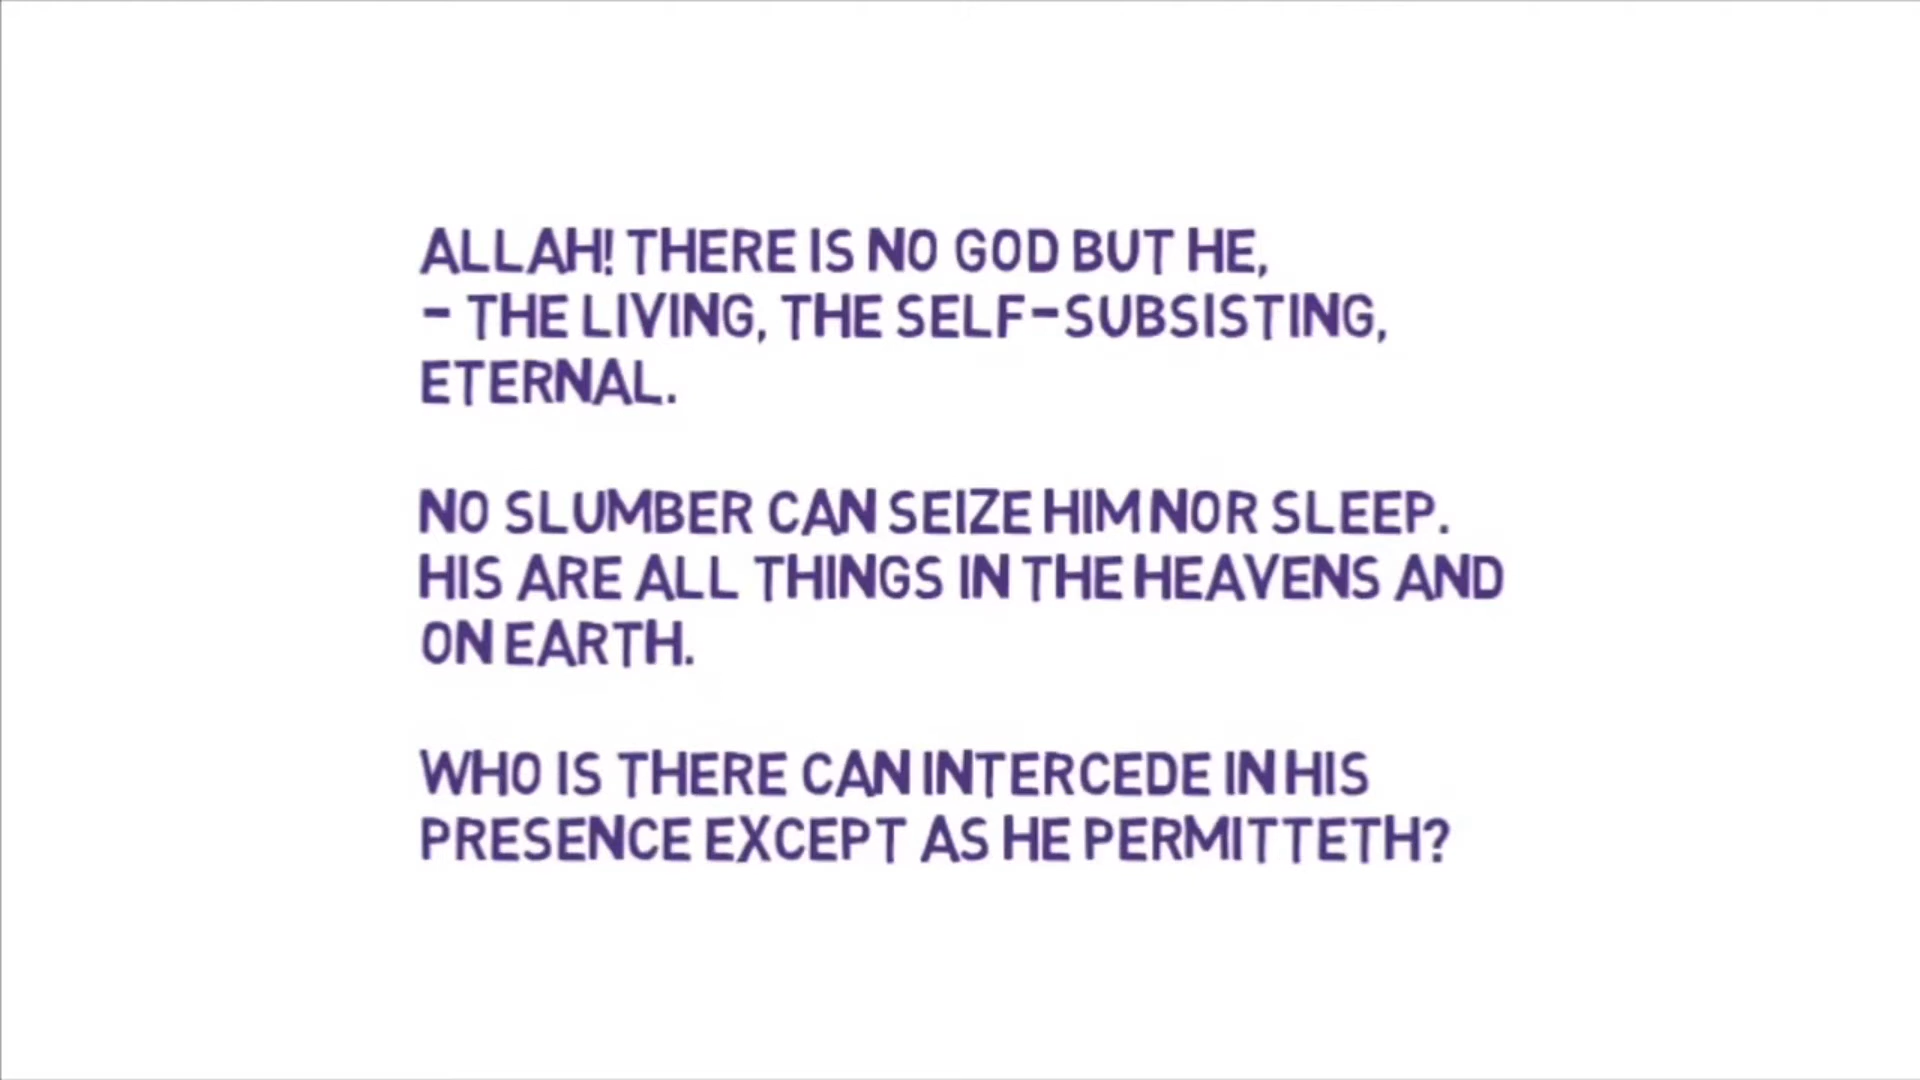 ALLAH! THERE IS NO GOD BUT HE,
- THE LIVING, THE SELF-SUBSISTING,
ETERNAL.
NO SLUMBER CAN SEIZE HIM NOR SLEEP.
HIS ARE ALL THINGS IN THE HEAVENS AND
ON EARTH.
WHO IS THERE CAN INTERCEDE IN HIS
PRESENCE EXCEPT AS HE PERMITTETH?